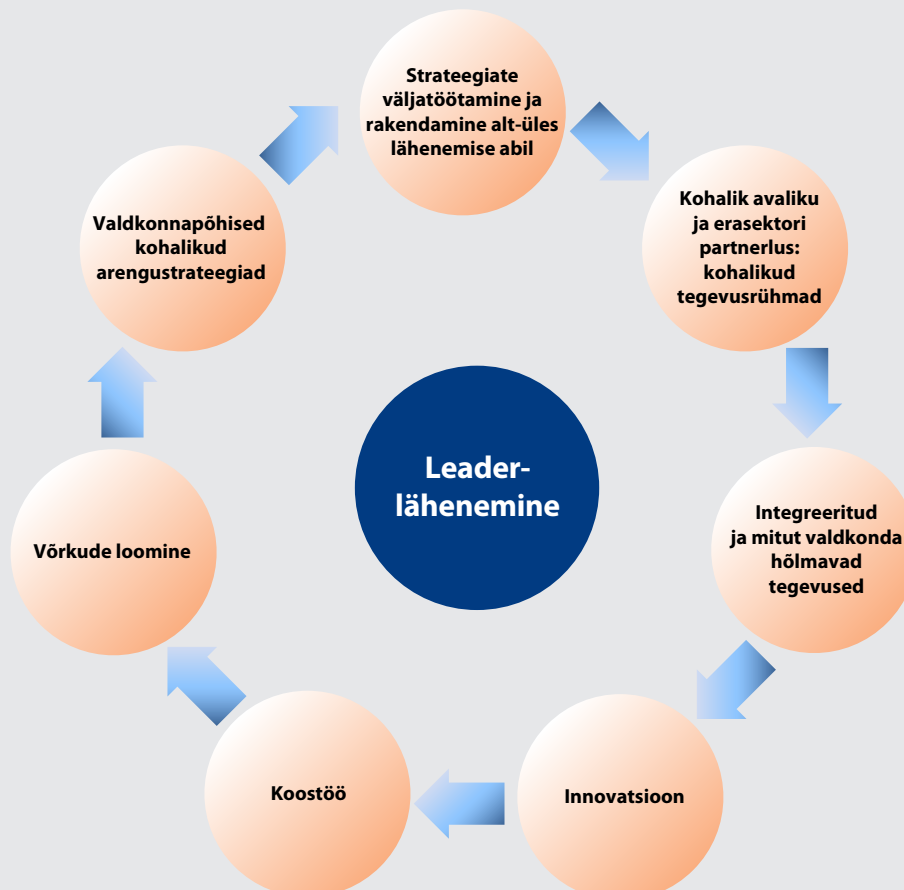 Strateegiate
väljatöötamine ja
rakendamine alt-üles
lähenemise abil
Kohalik avaliku
ja erasektori
partnerlus:
kohalikud
tegevusrühmad
Integreeritud
ja mitut valdkonda
hõlmavad
tegevused
Innovatsioon
Koostöö
Võrkude loomine
Valdkonnapõhised
kohalikud
arengustrateegiad
Leader-
lähenemine